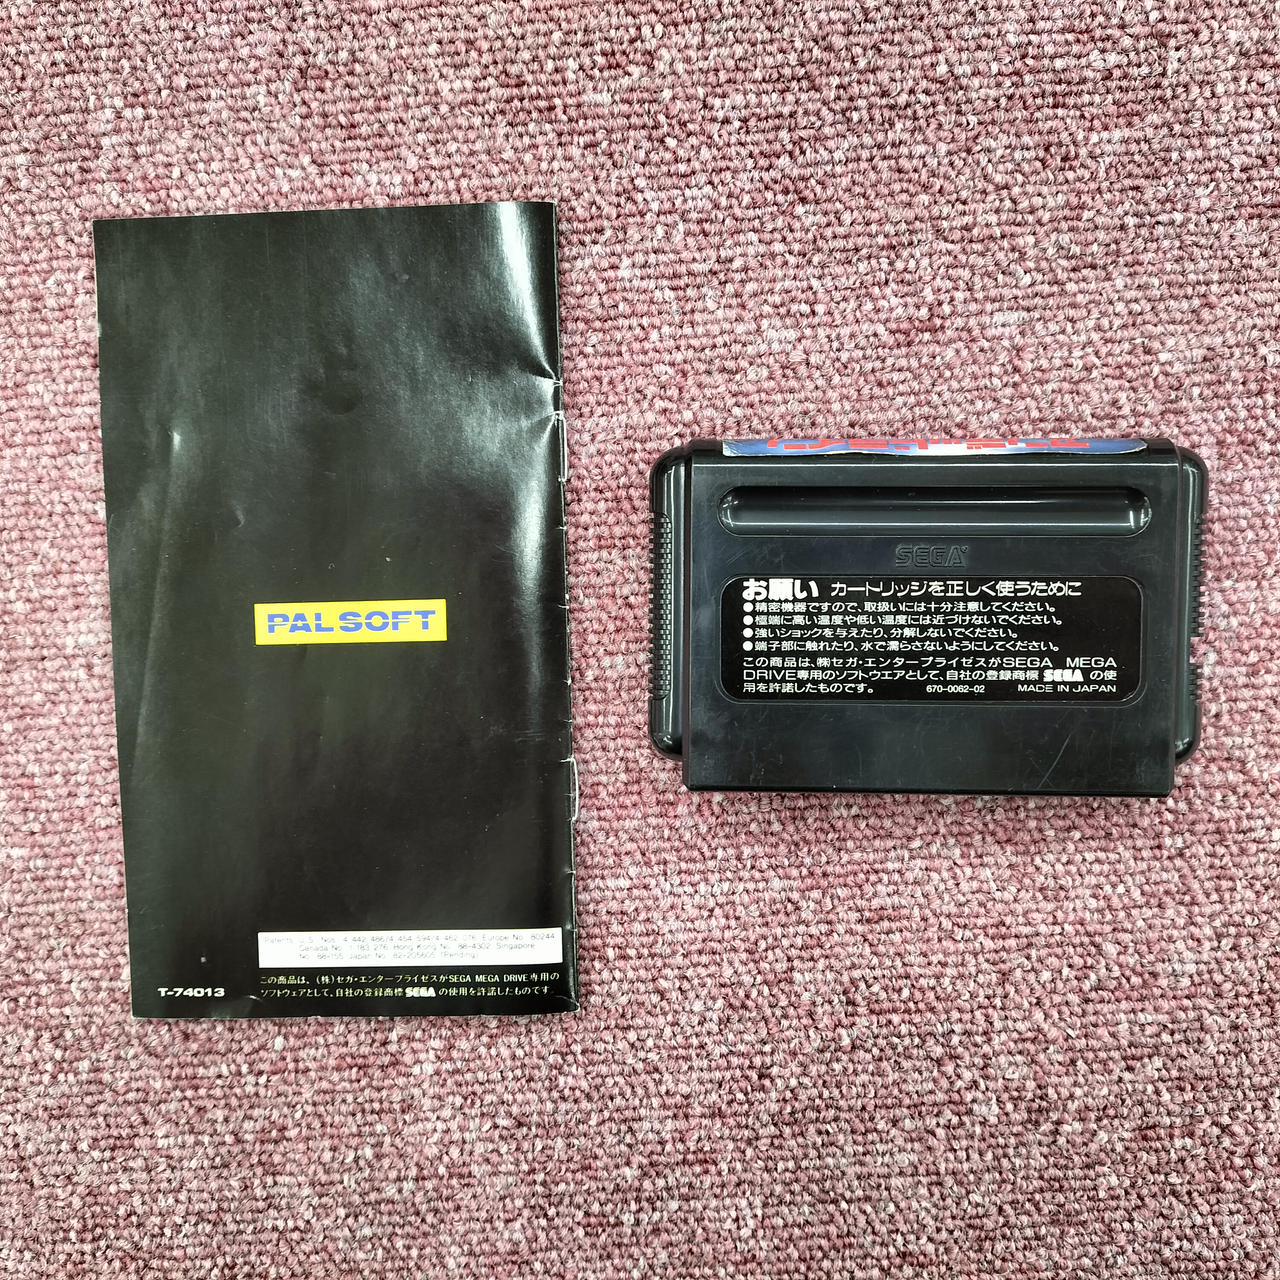 PALSOFT
Patents: U.S. Nos. 4,442,486/4,454,594/4,462,076 Europe No. 80244
Canada No. 1,183,276 Hong Kong No. 88-4302 Singapore
No. 88-155 Japan No. 82-205605 (Pending)
T-74013
この商品は、(株)セガ・エンタープライゼスがSEGA MEGA DRIVE専用の
ソフトウェアとして、自社の登録商標 SEGA の使用を許諾したものです。
SEGA
お願い カートリッジを正しく使うために
●精密機器ですので、取扱いには十分注意してください。
●極端に高い温度や低い温度には近づけないでください。
●強いショックを与えたり、分解しないでください。
●端子部に触れたり、水で濡らさないようにしてください。
この商品は、㈱セガ・エンタープライゼスがSEGA MEGA
DRIVE専用のソフトウエアとして、自社の登録商標 SEGA の使
用を許諾したものです。 670-0062-02 MADE IN JAPAN